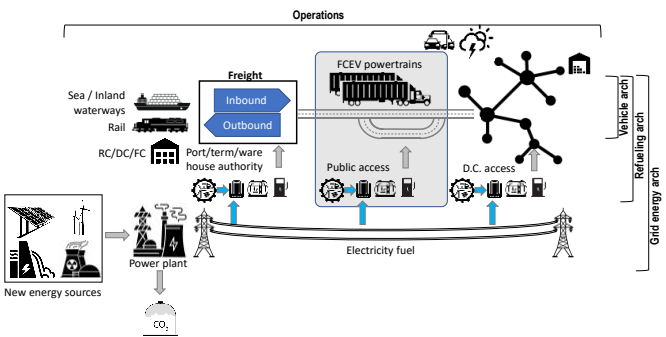 Operations
FCEV powertrains
Freight
Inbound
Outbound
Sea / Inland
waterways
Rail
RC/DC/FC
Port/term/ware
house authority
Public access
D.C. access
Vehicle arch
Refueling arch
Grid energy arch
Electricity fuel
Power plant
New energy sources
CO2